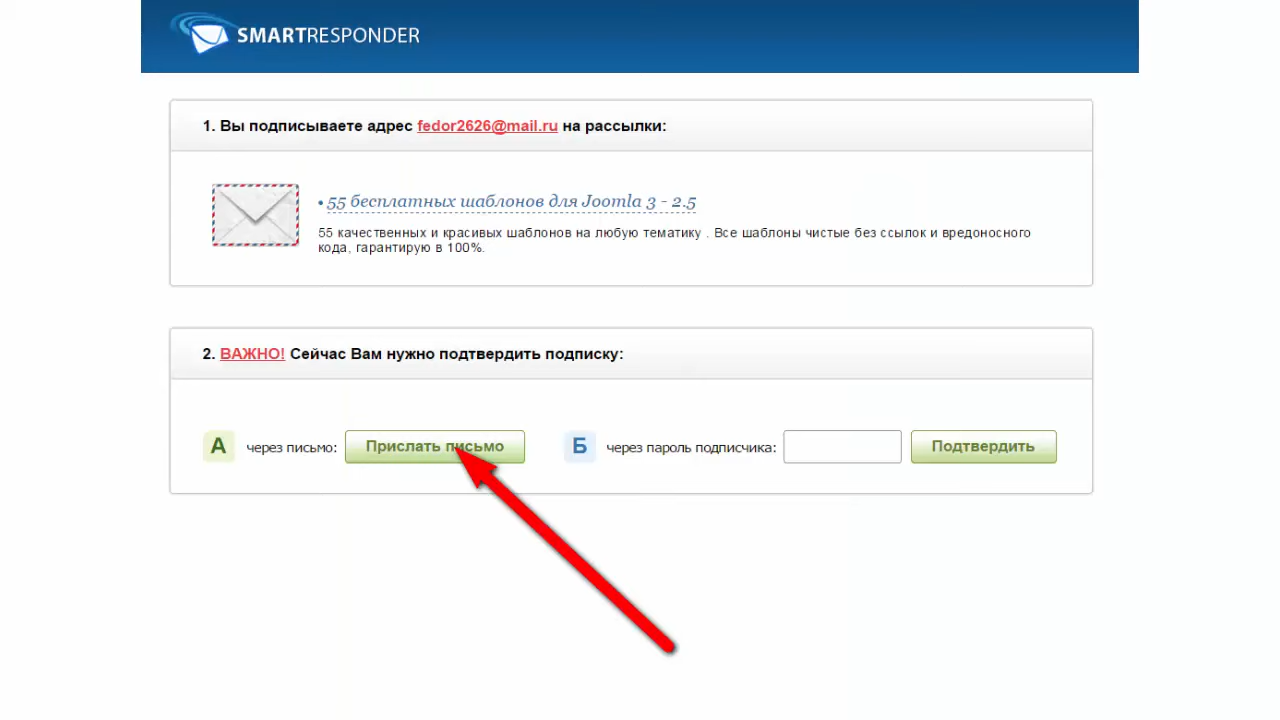 SMARTRESPONDER
1. Вы подписываете адрес fedor2626@mail.ru на рассылки:
• 55 бесплатных шаблонов для Joomla 3 - 2.5
55 качественных и красивых шаблонов на любую тематику . Все шаблоны чистые без ссылок и вредоносного
кода, гарантирую в 100%.
2. ВАЖНО! Сейчас Вам нужно подтвердить подписку:
А через письмо: Прислать письмо Б через пароль подписчика: Подтвердить